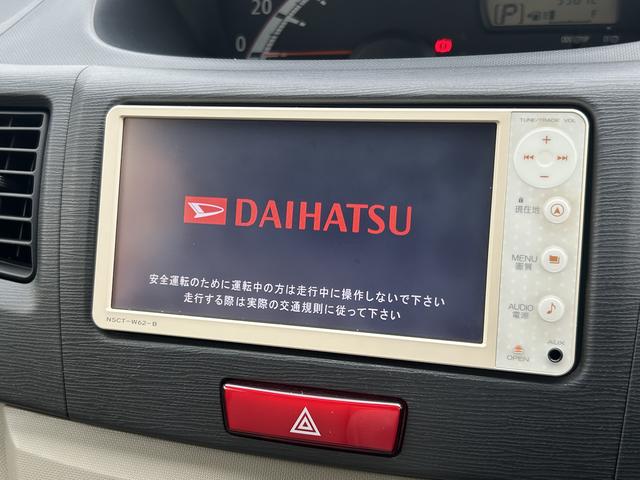 20
0
P
F
TUNE/TRACK VOL
DAIHATSU
現在地
MENU
画質
安全運転のために運転中の方は走行中に操作しないで下さい
走行する際は実際の交通規則に従って下さい
AUDIO
電源
NSCT-W62-B
OPEN
AUX